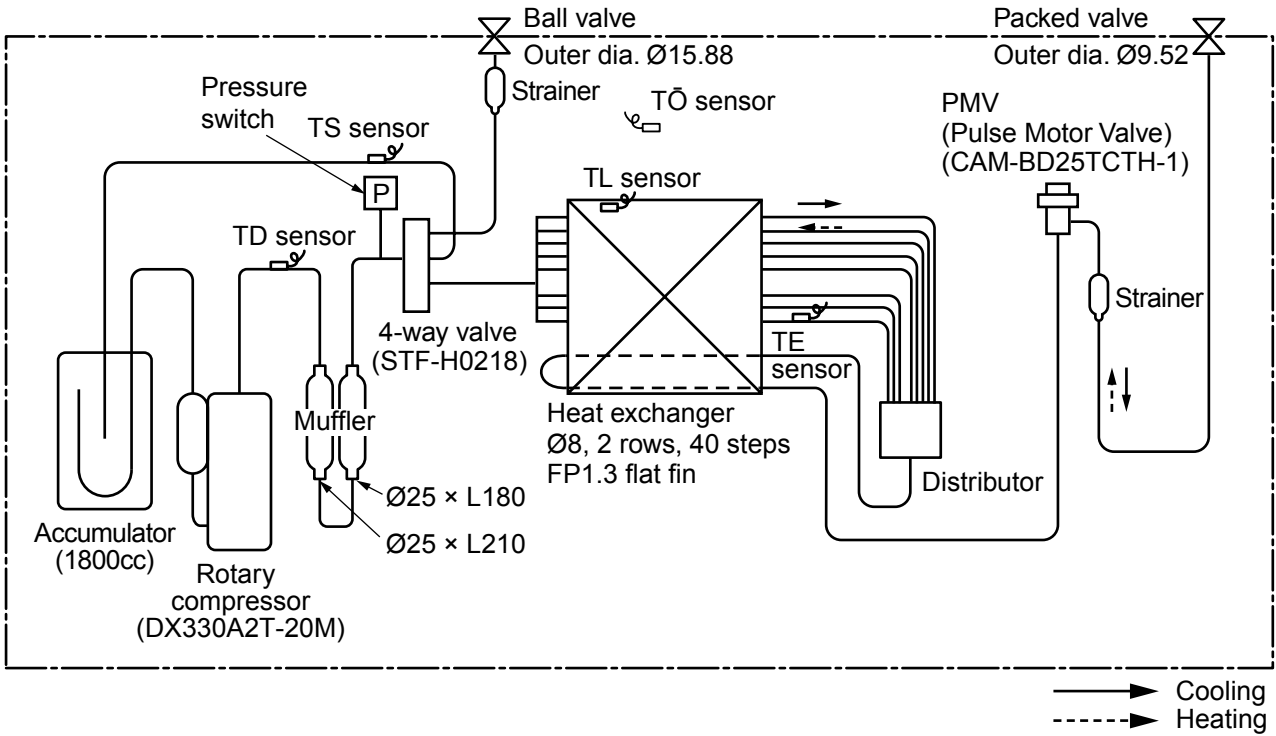 Ball valve
Outer dia. Ø15.88
Packed valve
Outer dia. Ø9.52
Pressure
switch
Strainer
TŌ sensor
PMV
(Pulse Motor Valve)
(CAM-BD25TCTH-1)
TS sensor
TL sensor
P
TD sensor
Strainer
4-way valve
(STF-H0218)
TE
sensor
Muffler
Heat exchanger
Ø8, 2 rows, 40 steps
FP1.3 flat fin
Distributor
Ø25 × L180
Ø25 × L210
Accumulator
(1800cc)
Rotary
compressor
(DX330A2T-20M)
Cooling
Heating